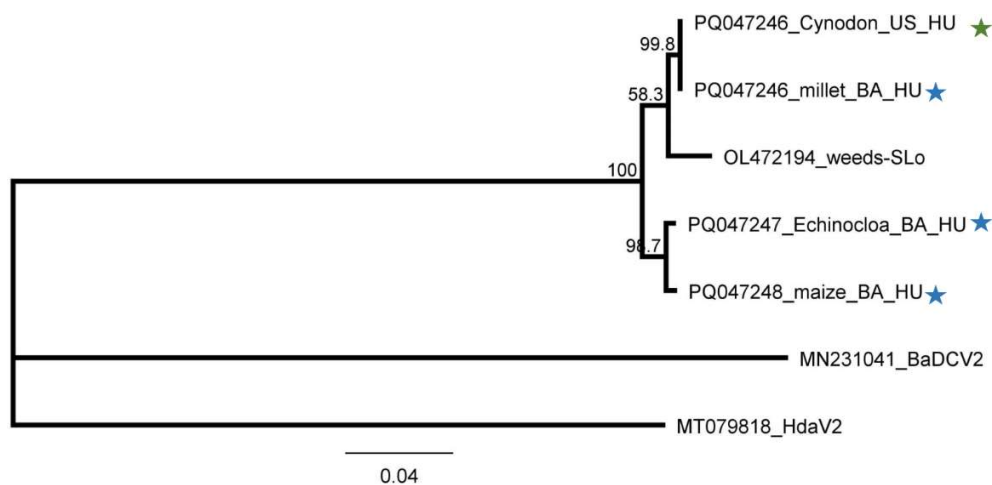 PQ047246_Cynodon_US_HU
99.8
PQ047246_millet_BA_HU
58.3
OL472194_weeds-SLo
100
PQ047247_Echinocloa_BA_HU
98.7
PQ047248_maize_BA_HU
MN231041_BaDCV2
MT079818_HdaV2
0.04